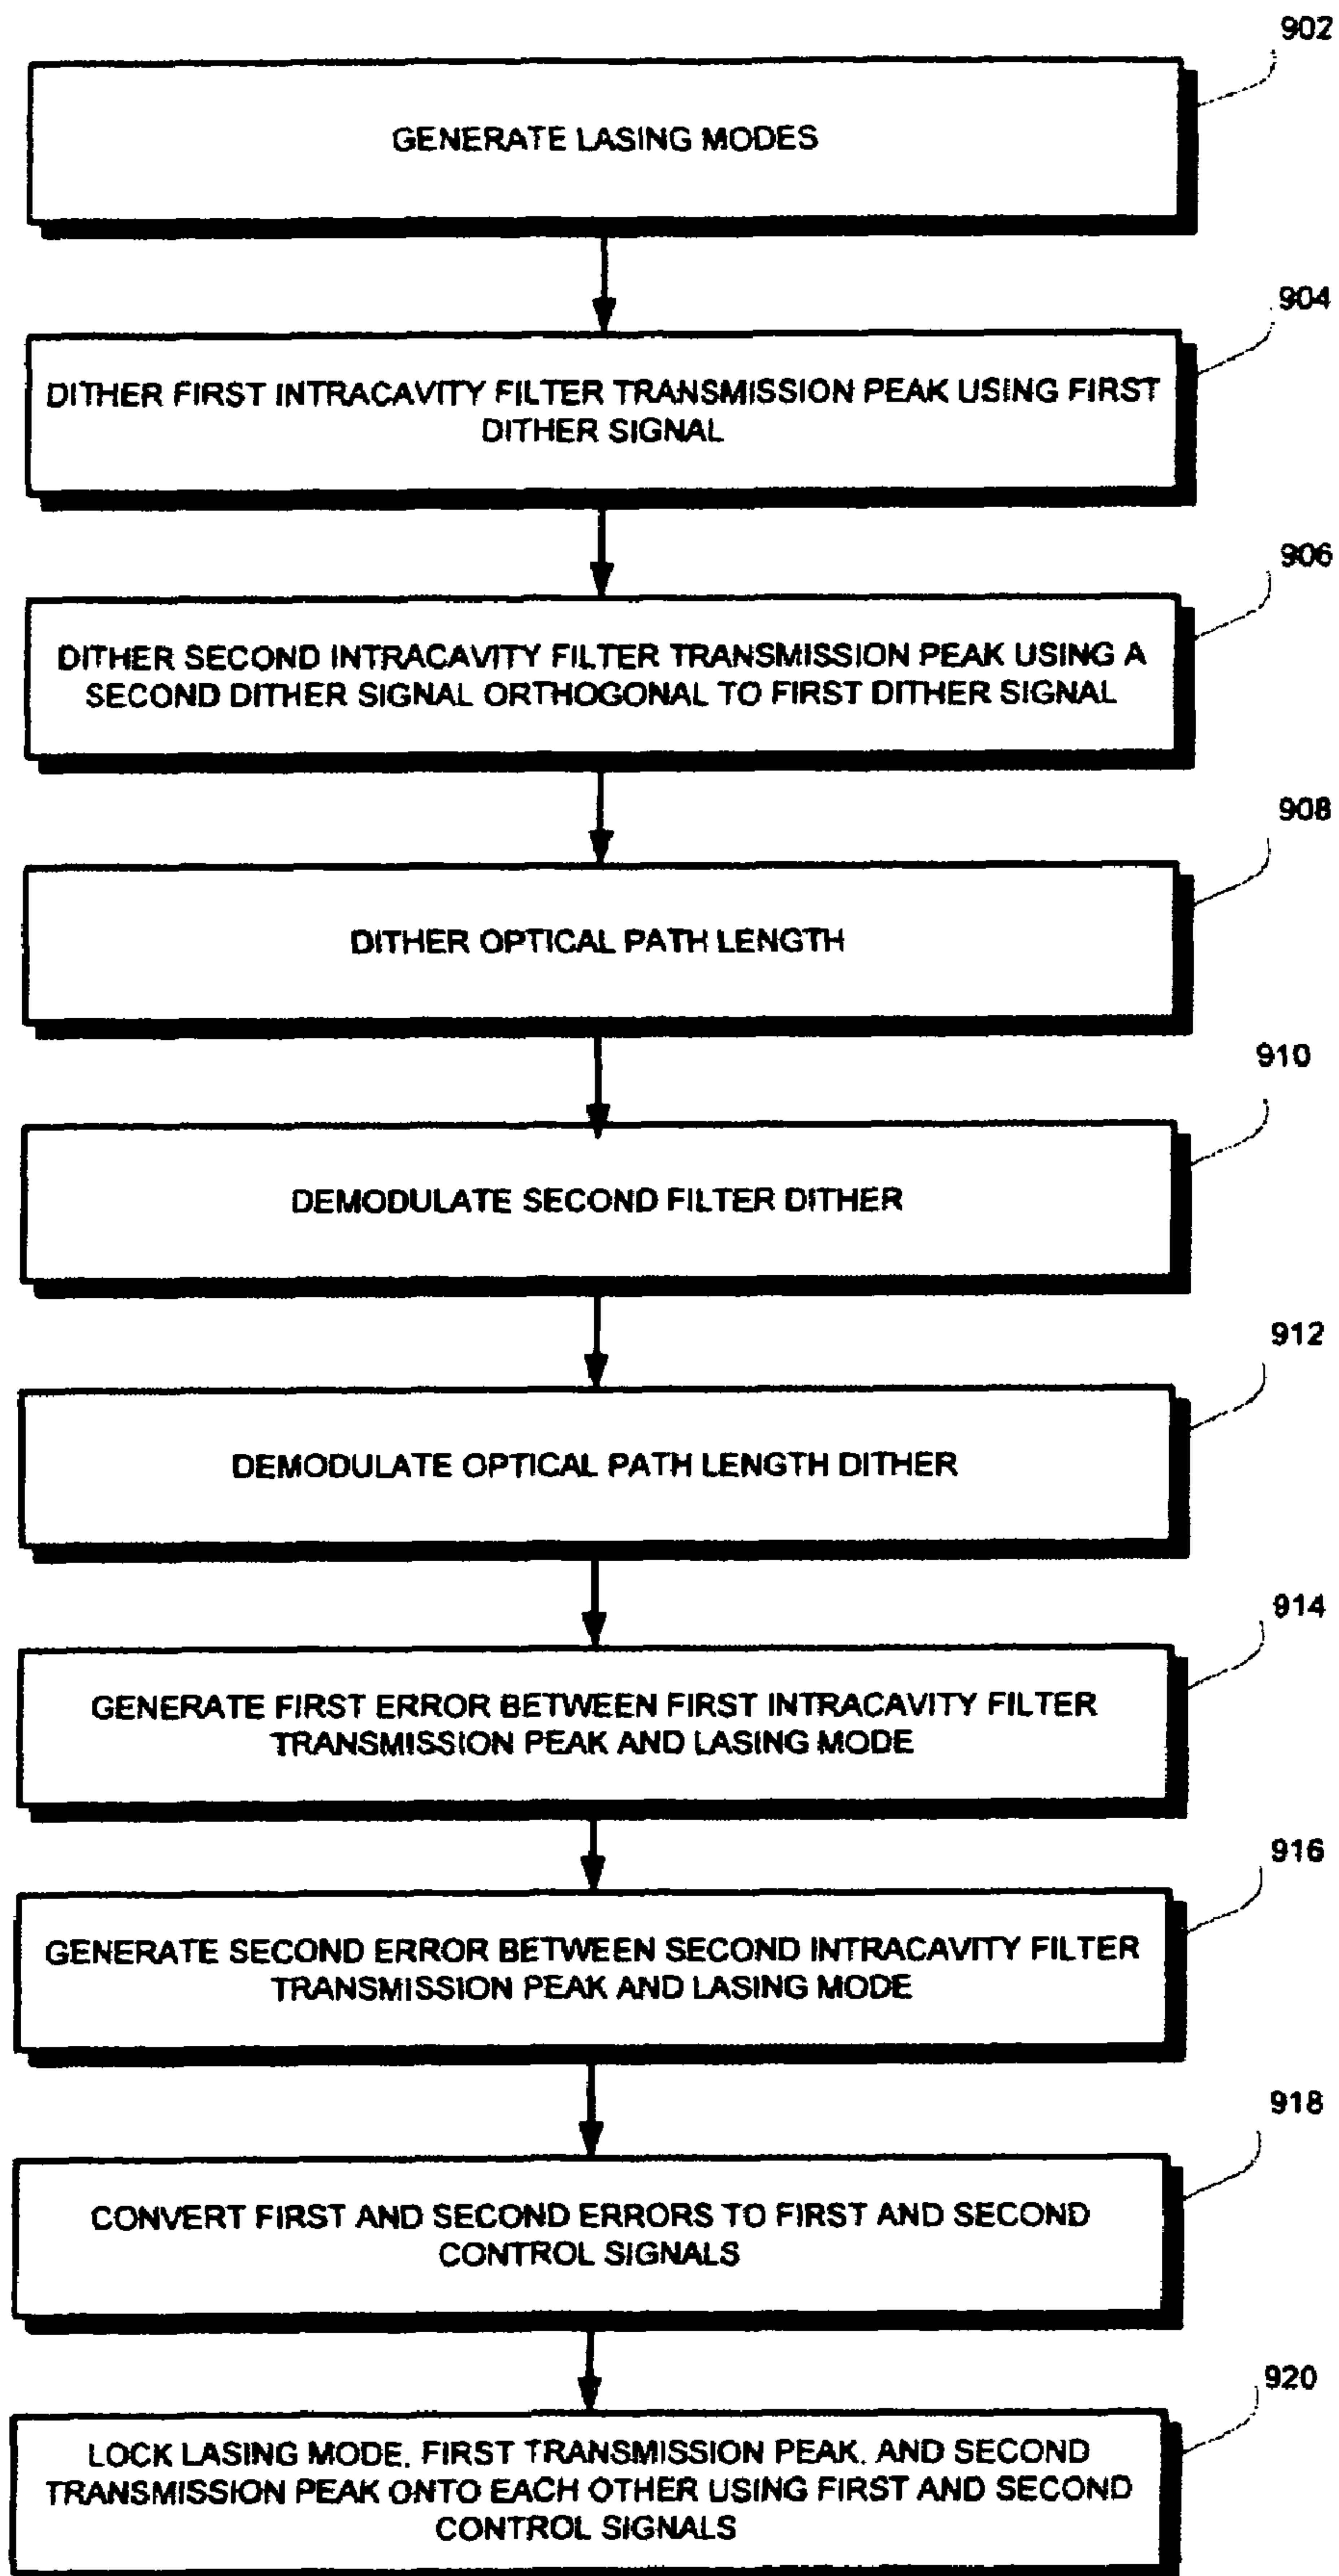 902
GENERATE LASING MODES
904
DITHER FIRST INTRACAVITY FILTER TRANSMISSION PEAK USING FIRST
DITHER SIGNAL
906
DITHER SECOND INTRACAVITY FILTER TRANSMISSION PEAK USING A
SECOND DITHER SIGNAL ORTHOGONAL TO FIRST DITHER SIGNAL
908
DITHER OPTICAL PATH LENGTH
910
DEMODULATE SECOND FILTER DITHER
912
DEMODULATE OPTICAL PATH LENGTH DITHER
914
GENERATE FIRST ERROR BETWEEN FIRST INTRACAVITY FILTER
TRANSMISSION PEAK AND LASING MODE
916
GENERATE SECOND ERROR BETWEEN SECOND INTRACAVITY FILTER
TRANSMISSION PEAK AND LASING MODE
918
CONVERT FIRST AND SECOND ERRORS TO FIRST AND SECOND
CONTROL SIGNALS
920
LOCK LASING MODE, FIRST TRANSMISSION PEAK, AND SECOND
TRANSMISSION PEAK ONTO EACH OTHER USING FIRST AND SECOND
CONTROL SIGNALS